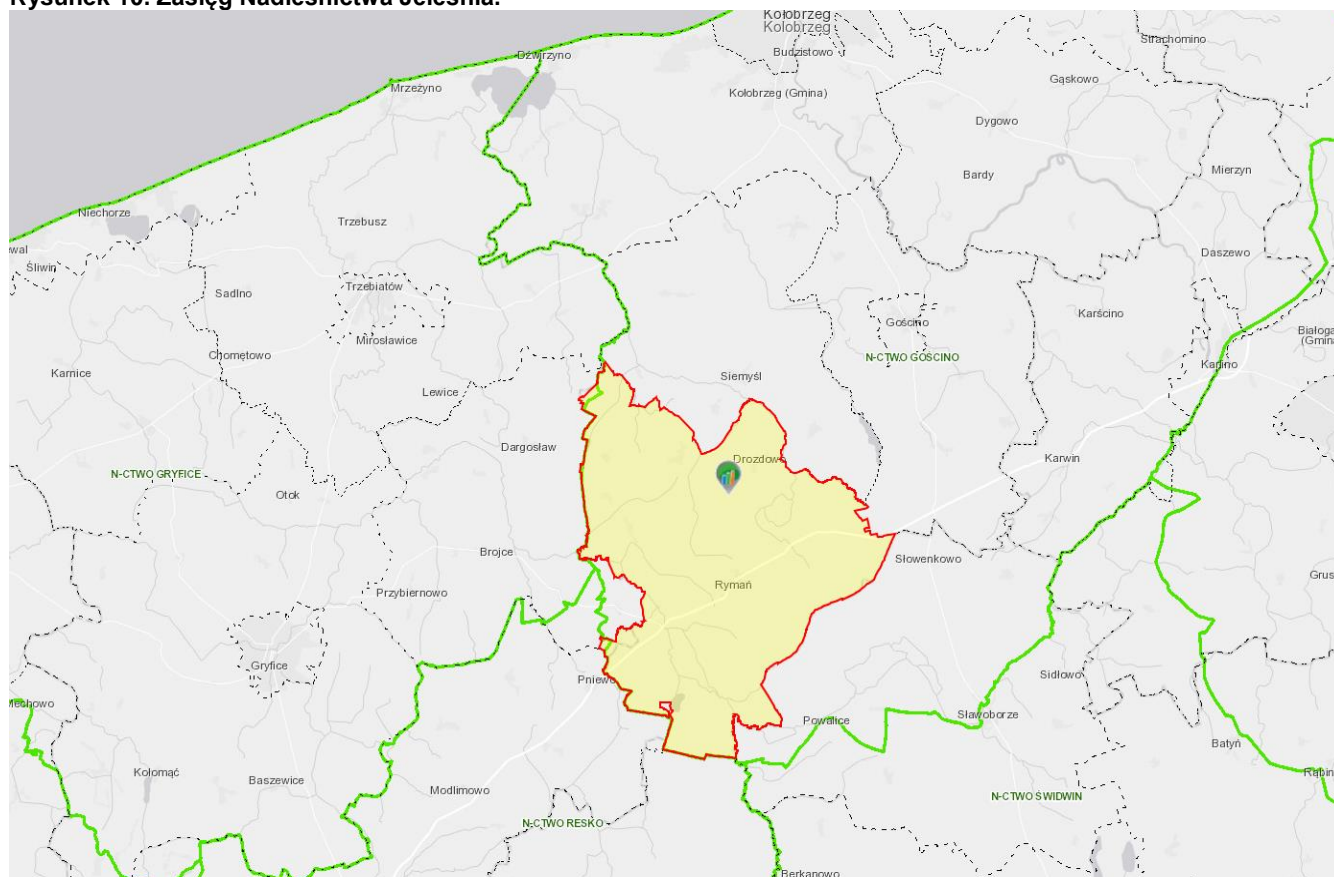 Rysunek 10. Zasięg Nadleśnictwa Jeleśnia.
Kołobrzeg
Kolobrzeg
Strachomino
Budzistowo
Dźwirzyno
Gąskowo
Mrzeżyno
Kołobrzeg (Gmina)
Dygowo
Mierzyn
Bardy
Niechorze
Trzebusz
Daszewo
Śliwin
Trzebiatów
Sadlno
Karścino
Gościno
Mirosławice
N-CTWO GOŚCINO
Chomętowo
Karlino
Karnice
Siemyśl
Lewice
Dargosław
Drozdowo
Karwin
N-CTWO GRYFICE
Otok
Brojce
Słowenkowo
Rymań
Przybiernowo
Gryfice
Sidłowo
Pniewo
Mechowo
Powalice
Sławoborze
Batyń
Kołomąć
Baszewice
Modlimowo
N-CTWO ŚWIDWIN
N-CTWO RESKO
Berkanowo